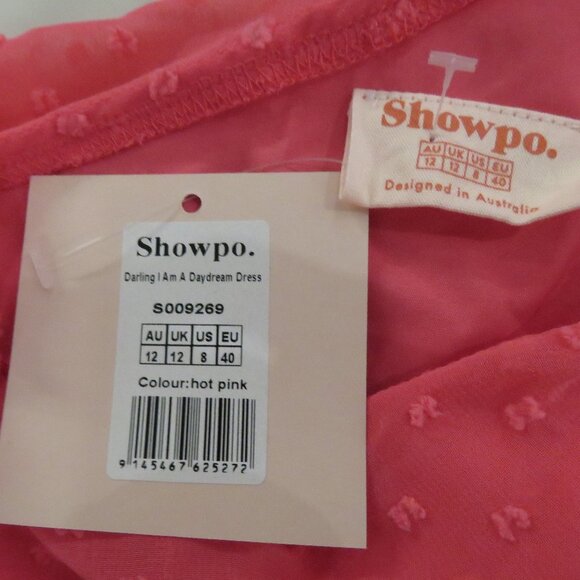 Showpo.
AU UK US EU
12 12 8 40
Designed in Australia
Showpo.
Darling I Am A Daydream Dress
S009269
AU UK US EU
12 12 8 40
Colour:hot pink
9 145467 625272